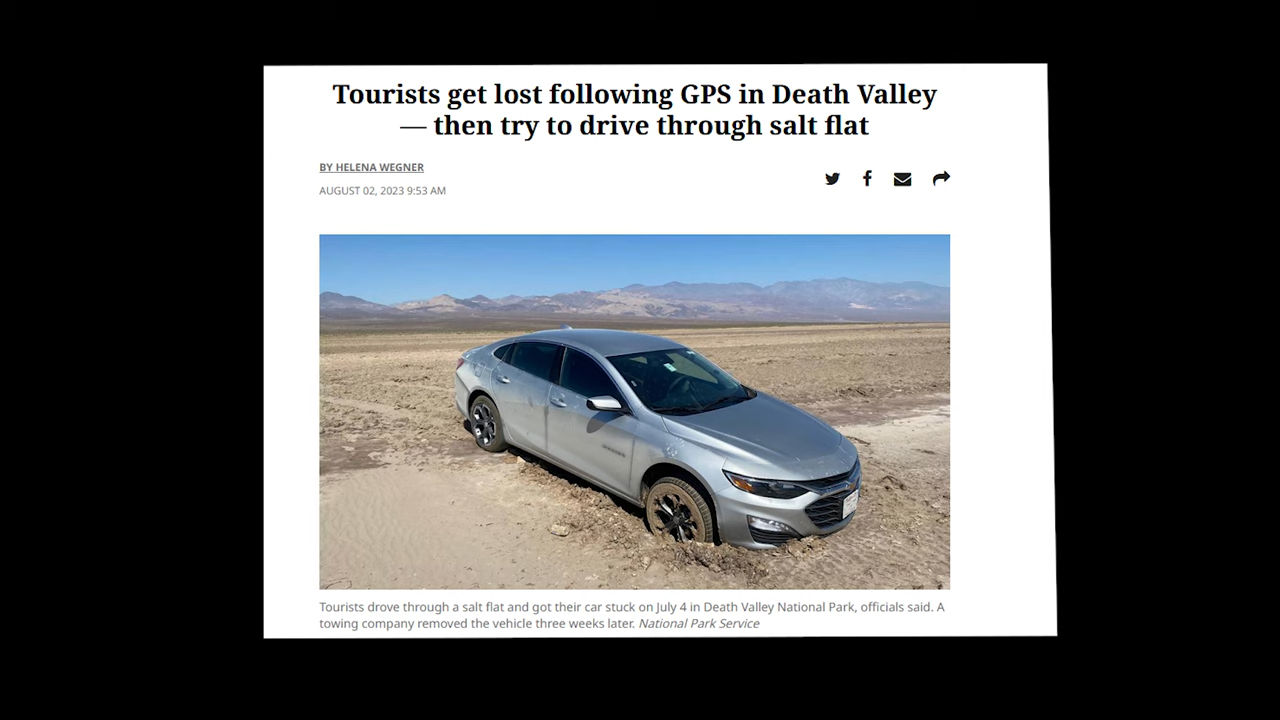 Tourists get lost following GPS in Death Valley
— then try to drive through salt flat
BY HELENA WEGNER
AUGUST 02, 2023 9:53 AM
Tourists drove through a salt flat and got their car stuck on July 4 in Death Valley National Park, officials said. A
towing company removed the vehicle three weeks later. National Park Service